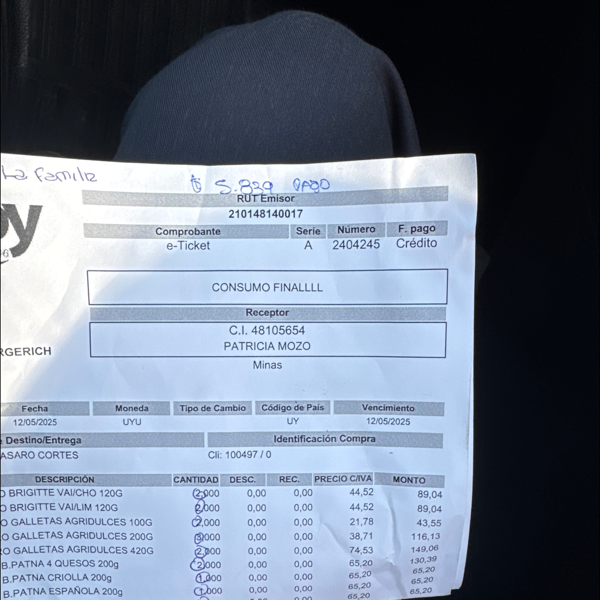 La Familia
$ 5.839 PAGO
RUT Emisor
210148140017
Comprobante Serie Número F. pago
e-Ticket A 2404245 Crédito
CONSUMO FINALLLL
Receptor
C.I. 48105654
PATRICIA MOZO
RGERICH
Minas
Fecha Moneda Tipo de Cambio Código de País Vencimiento
12/05/2025 UYU UY 12/05/2025
Destino/Entrega Identificación Compra
ASARO CORTES Cli: 100497 / 0
DESCRIPCIÓN CANTIDAD DESC. REC. PRECIO C/IVA MONTO
O BRIGITTE VAI/CHO 120G 2,000 0,00 0,00 44,52 89,04
O BRIGITTE VAI/LIM 120G 2,000 0,00 0,00 44,52 89,04
O GALLETAS AGRIDULCES 100G 2,000 0,00 0,00 21,78 43,55
O GALLETAS AGRIDULCES 200G 3,000 0,00 0,00 38,71 116,13
O GALLETAS AGRIDULCES 420G 2,000 0,00 0,00 74,53 149,06
B.PATNA 4 QUESOS 200g 2,000 0,00 0,00 65,20 130,39
B.PATNA CRIOLLA 200g 1,000 0,00 0,00 65,20 65,20
B.PATNA ESPAÑOLA 200g 1,000 0,00 0,00 65,20 65,20